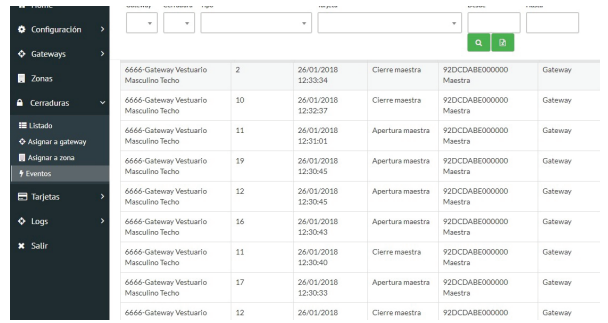 Home
Configuración
Gateways
Zonas
Cerraduras
Listado
Asignar a gateway
Asignar a zona
Eventos
Tarjetas
Logs
Salir
Gateway Cerradura Tipo Tarjeta Desde Hasta
6666-Gateway Vestuario 2 26/01/2018 Cierre maestra 92DCDABE000000 Gateway
Masculino Techo 12:33:34 Maestra
6666-Gateway Vestuario 10 26/01/2018 Cierre maestra 92DCDABE000000 Gateway
Masculino Techo 12:32:37 Maestra
6666-Gateway Vestuario 11 26/01/2018 Apertura maestra 92DCDABE000000 Gateway
Masculino Techo 12:31:01 Maestra
6666-Gateway Vestuario 19 26/01/2018 Apertura maestra 92DCDABE000000 Gateway
Masculino Techo 12:30:45 Maestra
6666-Gateway Vestuario 12 26/01/2018 Apertura maestra 92DCDABE000000 Gateway
Masculino Techo 12:30:45 Maestra
6666-Gateway Vestuario 16 26/01/2018 Apertura maestra 92DCDABE000000 Gateway
Masculino Techo 12:30:43 Maestra
6666-Gateway Vestuario 11 26/01/2018 Cierre maestra 92DCDABE000000 Gateway
Masculino Techo 12:30:40 Maestra
6666-Gateway Vestuario 17 26/01/2018 Apertura maestra 92DCDABE000000 Gateway
Masculino Techo 12:30:33 Maestra
6666-Gateway Vestuario 12 26/01/2018 Cierre maestra 92DCDABE000000 Gateway